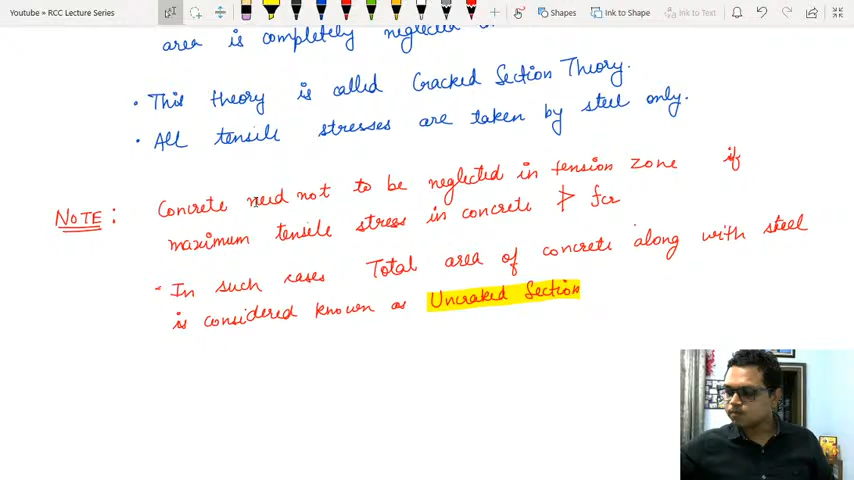 Youtube » RCC Lecture Series
Shapes
Ink to Shape
Ink to Text
area is completely neglected
• This theory is called Cracked Section Theory.
• All tensile stresses are taken by steel only.
NOTE: Concrete need not to be neglected in tension zone if
maximum tensile stress in concrete ≯ fcr
- In such cases Total area of concrete along with steel
is considered known as Uncraked Section